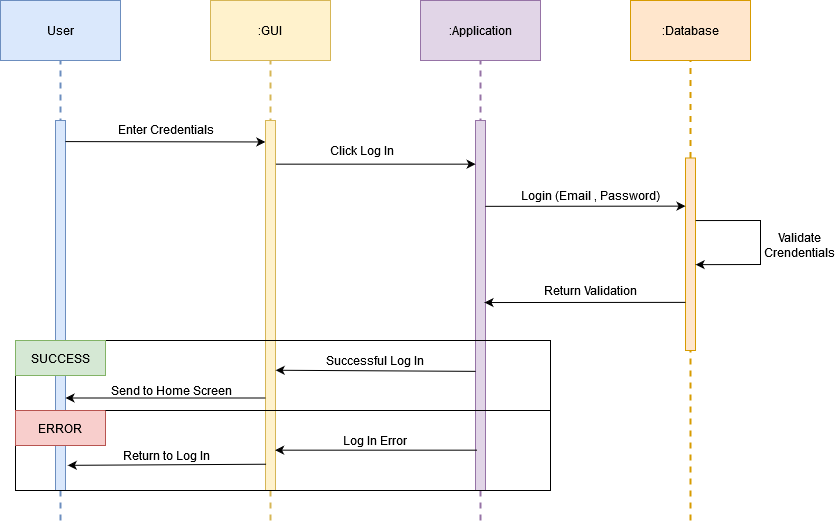 User
:GUI
:Application
:Database
Enter Credentials
Click Log In
Login (Email , Password)
Validate
Crendentials
Return Validation
SUCCESS
Successful Log In
Send to Home Screen
ERROR
Log In Error
Return to Log In